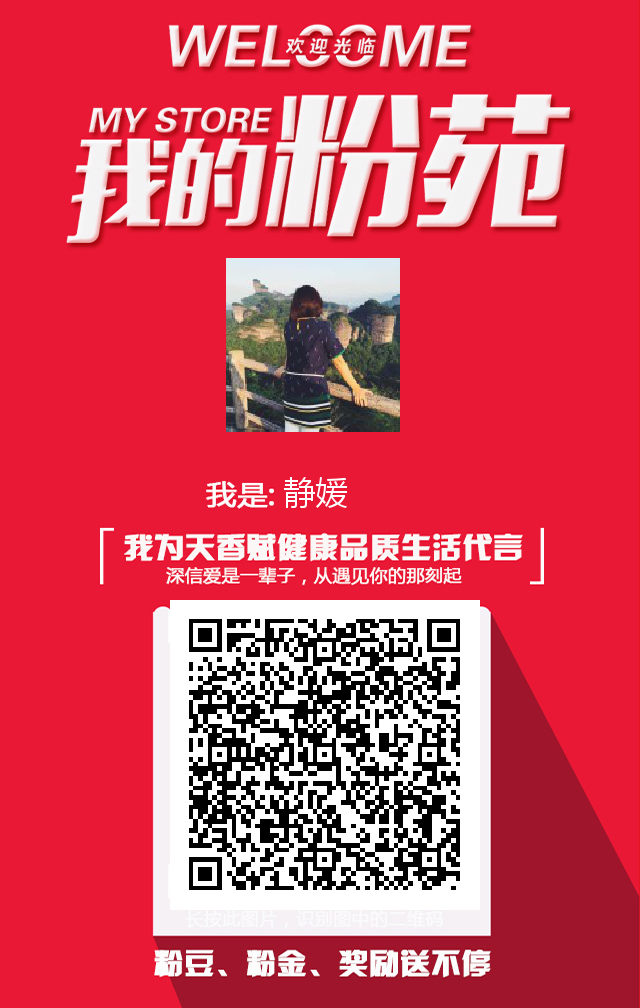 WELCOME
欢迎光临
MY STORE
我的粉苑
我是: 静媛
我为天香赋健康品质生活代言
深信爱是一辈子，从遇见你的那刻起
长按此图片，识别图中的二维码
粉豆、粉金、奖励送不停